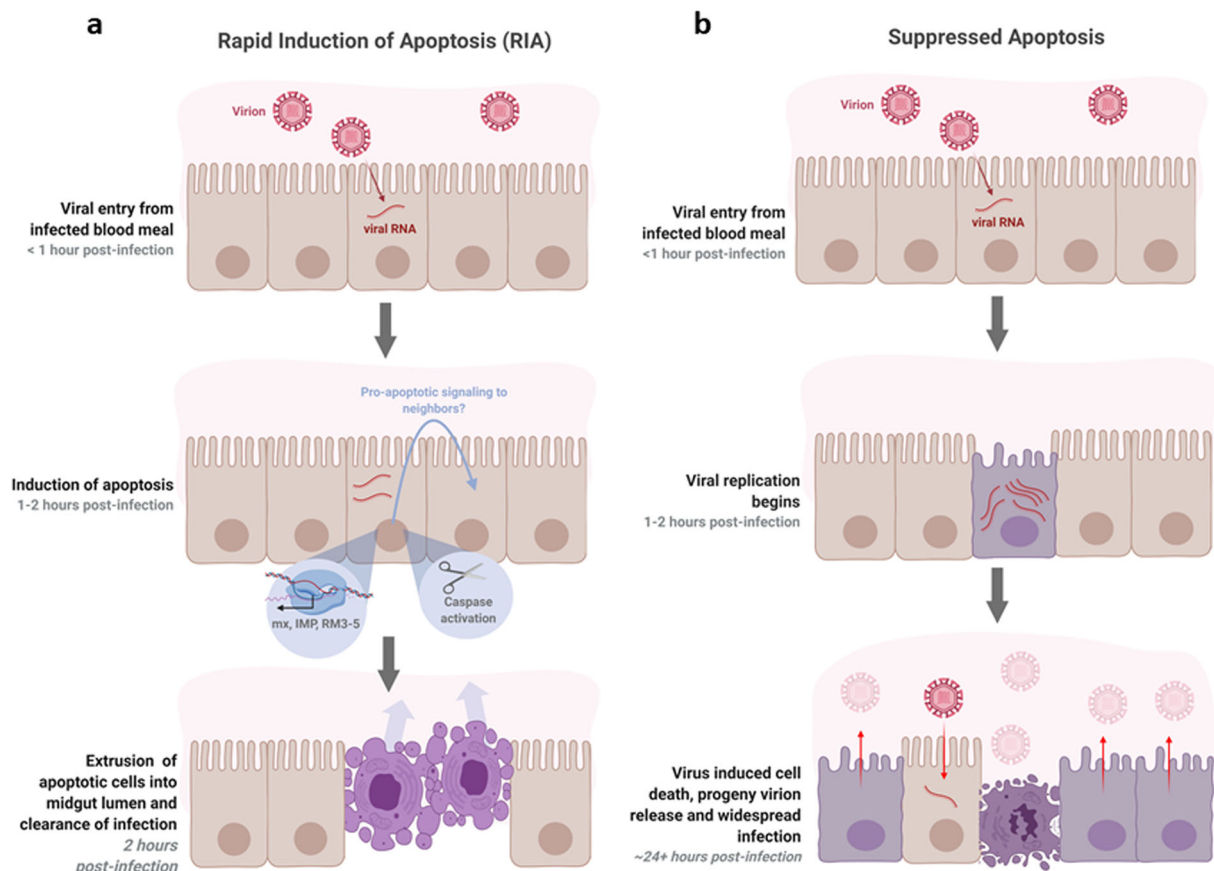 a
Rapid Induction of Apoptosis (RIA)
Virion
viral RNA
Viral entry from
infected blood meal
< 1 hour post-infection
Pro-apoptotic signaling to
neighbors?
Induction of apoptosis
1-2 hours post-infection
mx, IMP, RM3-5
Caspase
activation
Extrusion of
apoptotic cells into
midgut lumen and
clearance of infection
2 hours
post-infection
b
Suppressed Apoptosis
Virion
viral RNA
Viral entry from
infected blood meal
<1 hour post-infection
Viral replication
begins
1-2 hours post-infection
Virus induced cell
death, progeny virion
release and widespread
infection
~24+ hours post-infection